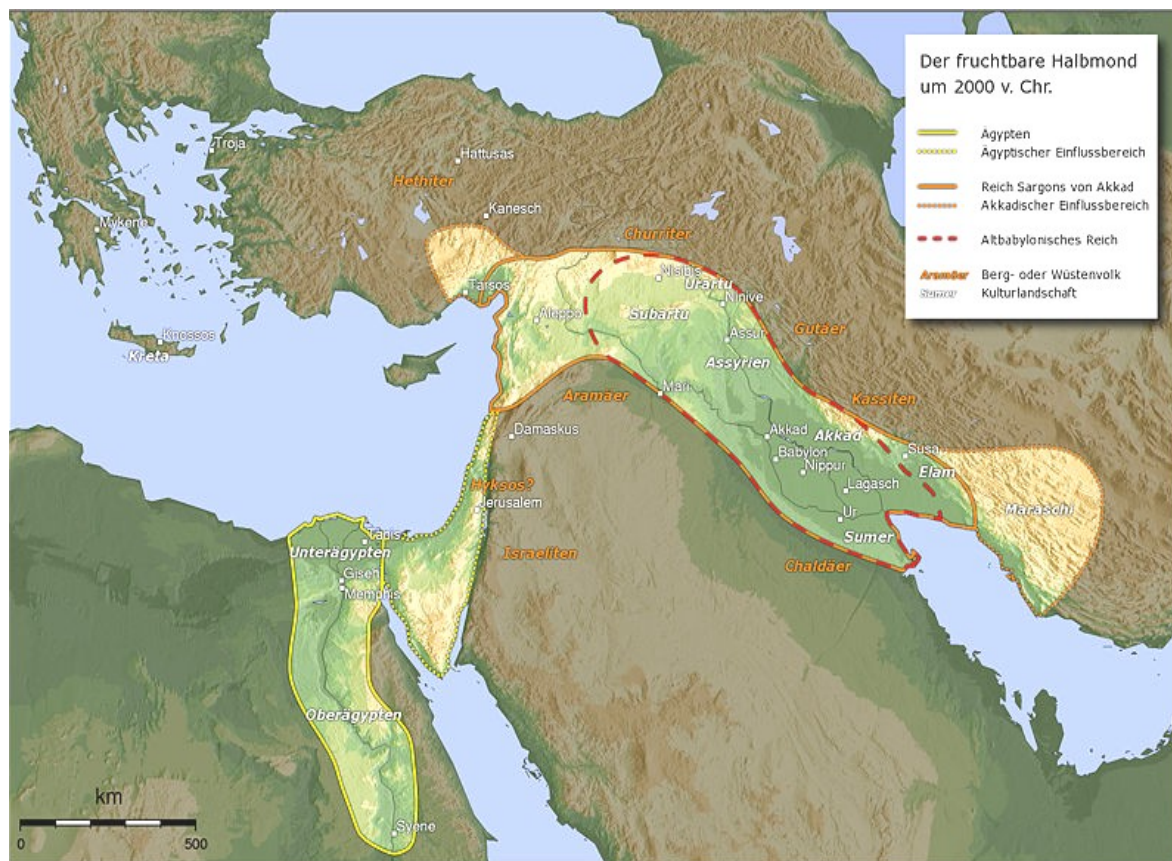 Der fruchtbare Halbmond
um 2000 v. Chr.
Ägypten
Ägyptischer Einflussbereich
Reich Sargons von Akkad
Akkadischer Einflussbereich
Altbabylonisches Reich
Aramäer Berg- oder Wüstenvolk
Sumer Kulturlandschaft
Troja
Hattusas
Hethiter
Kanesch
Mykene
Churriter
Nisibis
Urartu
Tarsos
Ninive
Aleppo
Subartu
Gutäer
Knossos
Kreta
Assur
Assyrien
Mari
Aramäer
Kassiten
Damaskus
Akkad
Akkad
Babylon
Susa
Nippur
Elam
Hyksos?
Lagasch
Jerusalem
Maraschi
Ur
Tanis
Sumer
Unterägypten
Israeliten
Chaldäer
Giseh
Memphis
Oberägypten
km
Syene
0 500